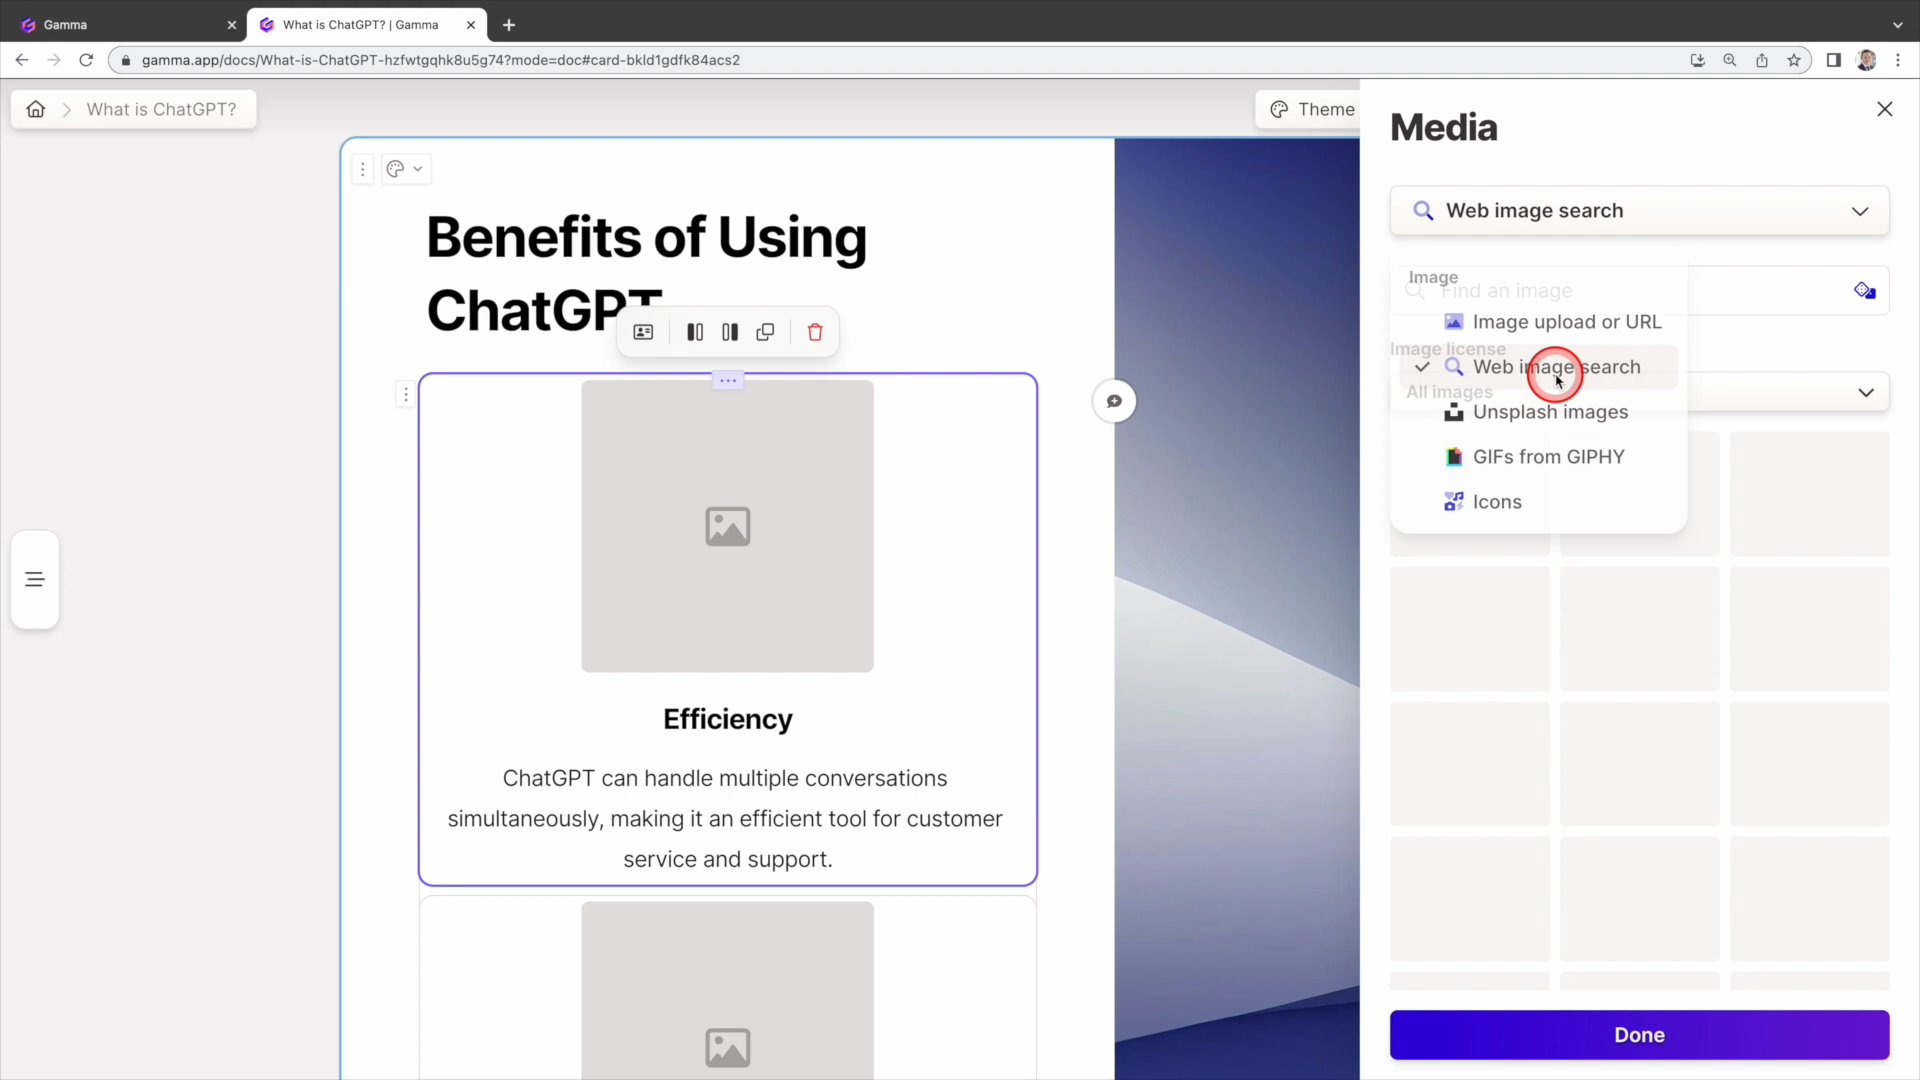 Gamma
What is ChatGPT? | Gamma
gamma.app/docs/What-is-ChatGPT-hzfwtgqhk8u5g74?mode=doc#card-bkld1gdfk84acs2
What is ChatGPT?
Theme
Benefits of Using
ChatGPT
Efficiency
ChatGPT can handle multiple conversations
simultaneously, making it an efficient tool for customer
service and support.
Media
Web image search
Image
Find an image
Image upload or URL
Image license
Web image search
All images
Unsplash images
GIFs from GIPHY
Icons
Done